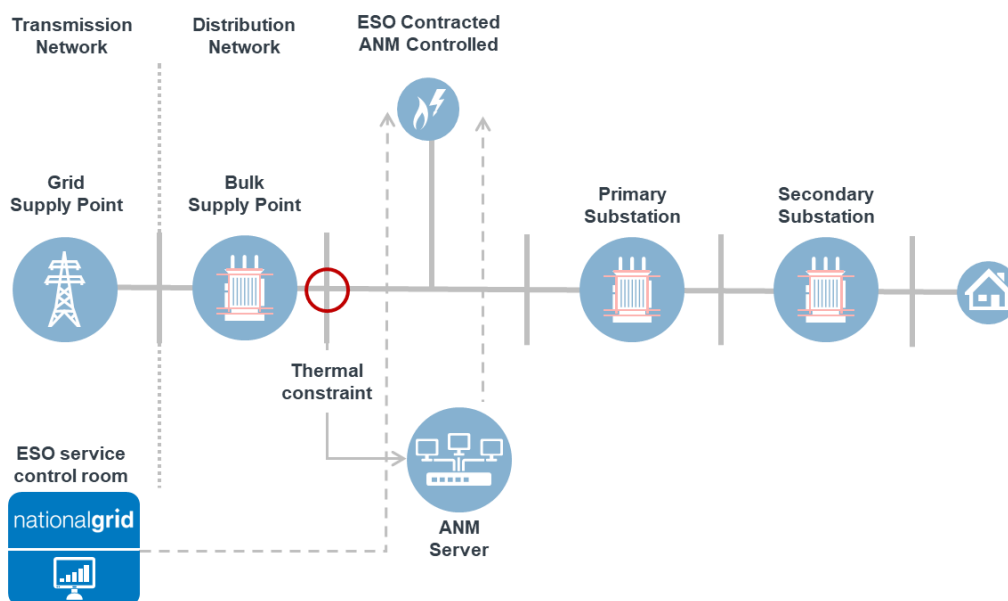 Transmission
Network
Distribution
Network
ESO Contracted
ANM Controlled
Grid
Supply Point
Bulk
Supply Point
Primary
Substation
Secondary
Substation
Thermal
constraint
ESO service
control room
nationalgrid
ANM
Server